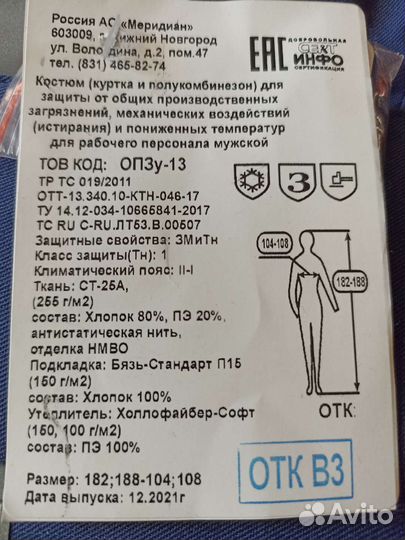 Россия АО «Меридиан»
603009, Нижний Новгород
ул. Володина, д.2, пом.47
тел. (831) 465-82-74
ЕАС
ДОБРОВОЛЬНАЯ
ИНФО
СЕРТИФИКАЦИЯ
Костюм (куртка и полукомбинезон) для
защиты от общих производственных
загрязнений, механических воздействий
(истирания) и пониженных температур
для рабочего персонала мужской
ТОВ КОД: ОПЗу-13
ТР ТС 019/2011
ОТТ-13.340.10-КТН-046-17
ТУ 14.12-034-10665841-2017
ТС RU C-RU.ЛТ53.В.00507
Защитные свойства: ЗМиТн
Класс защиты(Тн): 1
Климатический пояс: II-I
Ткань: СТ-25А,
(255 г/м2)
состав: Хлопок 80%, ПЭ 20%,
антистатическая нить,
отделка НМВО
Подкладка: Бязь-Стандарт П15
(150 г/м2)
состав: Хлопок 100%
Утеплитель: Холлофайбер-Софт
(150, 100 г/м2)
состав: ПЭ 100%
Размер: 182;188-104;108
Дата выпуска: 12.2021г
З
104-108
182-188
ОТК:
ОТК В3
Avito